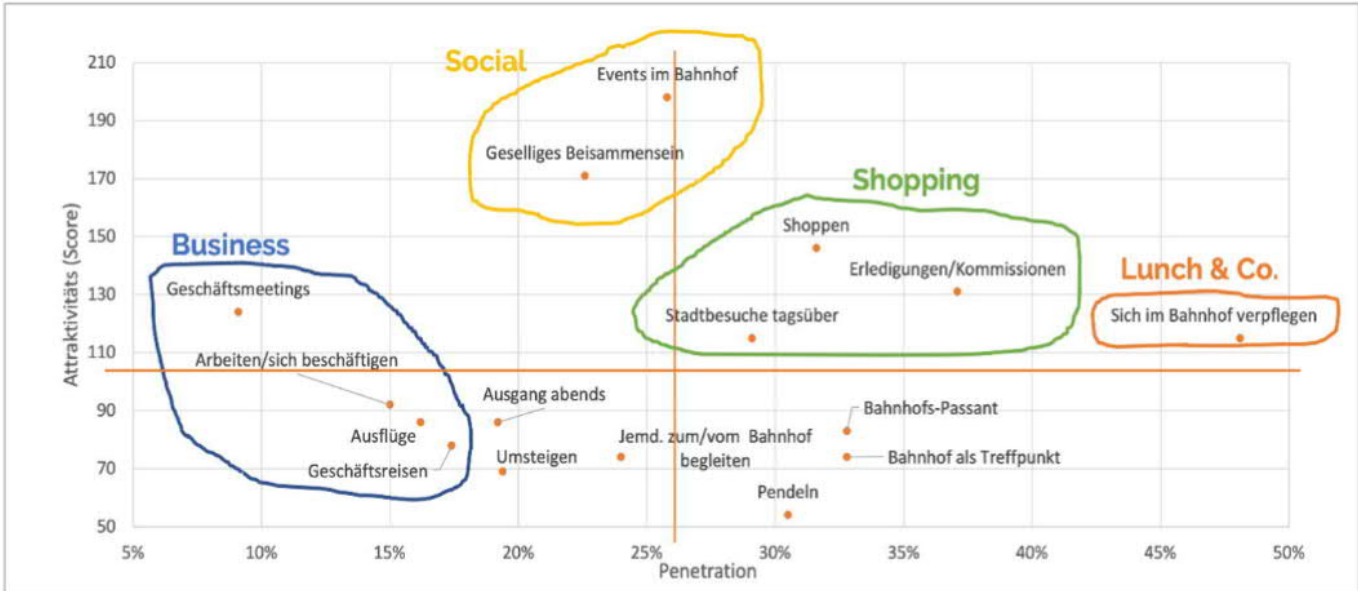 Social
Events im Bahnhof
Geselliges Beisammensein
Shopping
Shoppen
Erledigungen/Kommissionen
Stadtbesuche tagsüber
Lunch & Co.
Sich im Bahnhof verpflegen
Business
Geschäftsmeetings
Arbeiten/sich beschäftigen
Ausflüge
Geschäftsreisen
Ausgang abends
Umsteigen
Jemd. zum/vom Bahnhof
begleiten
Bahnhofs-Passant
Bahnhof als Treffpunkt
Pendeln
Attraktivitäts (Score)
210
190
170
150
130
110
90
70
50
5% 10% 15% 20% 25% 30% 35% 40% 45% 50%
Penetration